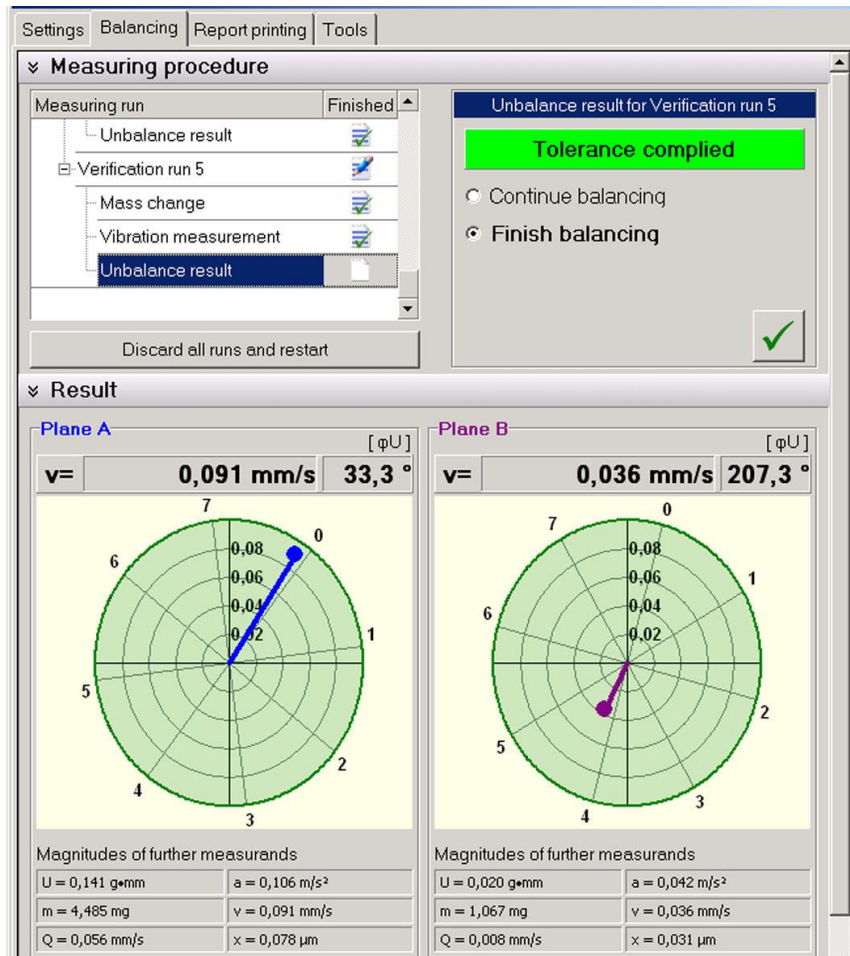 Settings Balancing Report printing Tools
Measuring procedure
Measuring run Finished
Unbalance result
Verification run 5
Mass change
Vibration measurement
Unbalance result
Discard all runs and restart
Unbalance result for Verification run 5
Tolerance complied
Continue balancing
Finish balancing
Result
Plane A
[φU]
v= 0,091 mm/s 33,3 °
7
0
6
1
5
2
4
3
0,08
0,06
0,04
0,02
Magnitudes of further measurands
U = 0,141 g•mm a = 0,106 m/s²
m = 4,485 mg v = 0,091 mm/s
Q = 0,056 mm/s x = 0,078 µm
Plane B
[φU]
v= 0,036 mm/s 207,3 °
0
7
1
6
2
5
3
4
0,08
0,06
0,04
0,02
Magnitudes of further measurands
U = 0,020 g•mm a = 0,042 m/s²
m = 1,067 mg v = 0,036 mm/s
Q = 0,008 mm/s x = 0,031 µm